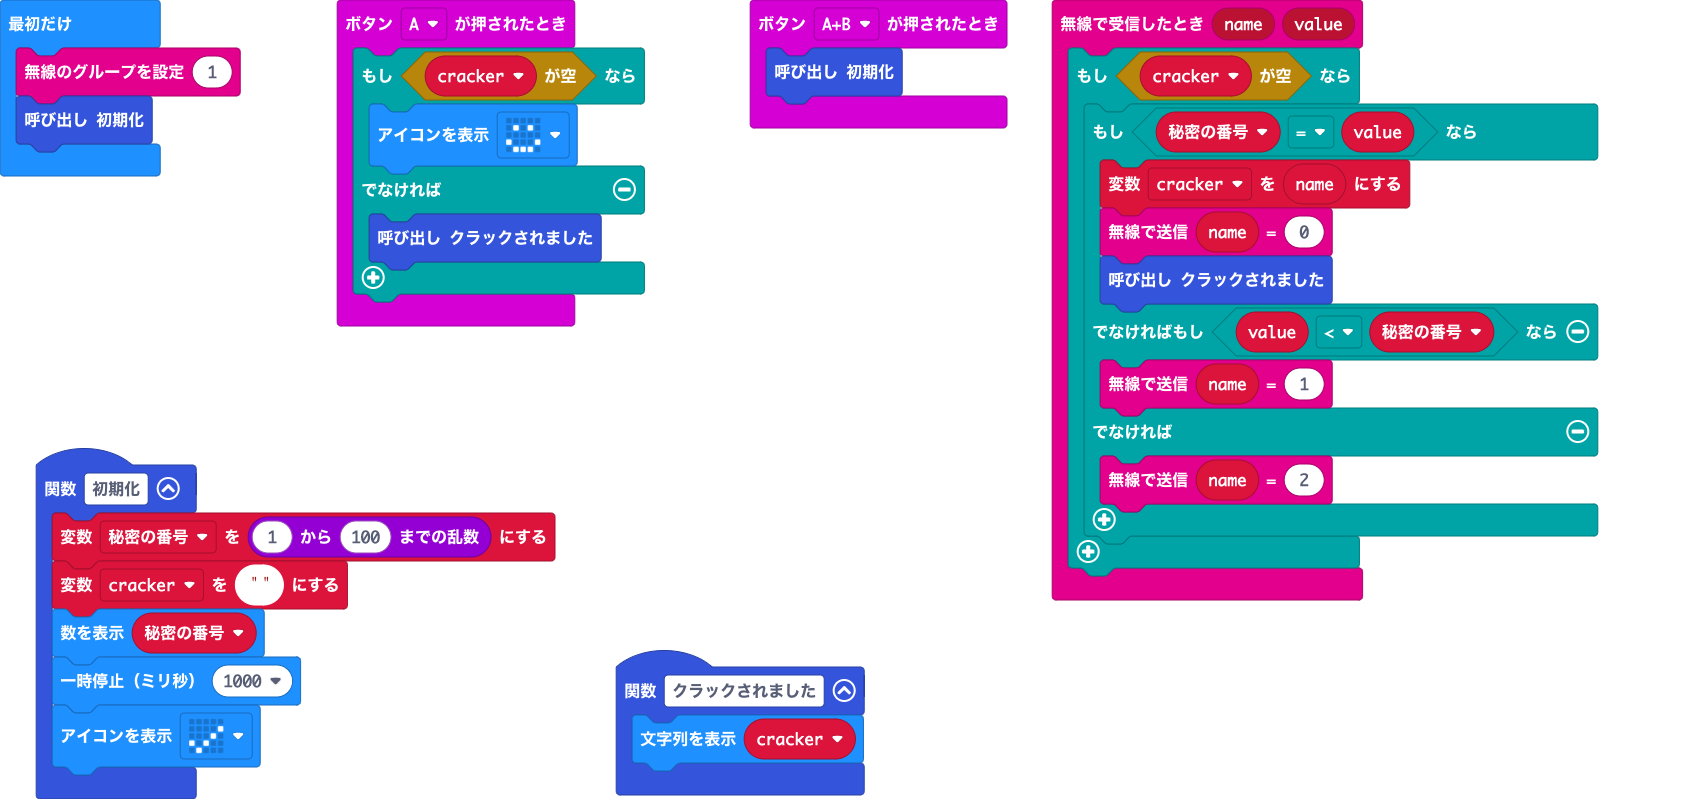 最初だけ
無線のグループを設定 1
呼び出し 初期化
ボタン A が押されたとき
もし cracker が空 なら
アイコンを表示
でなければ
呼び出し クラックされました
ボタン A+B が押されたとき
呼び出し 初期化
無線で受信したとき name value
もし cracker が空 なら
もし 秘密の番号 = value なら
変数 cracker を name にする
無線で送信 name = 0
呼び出し クラックされました
でなければもし value < 秘密の番号 なら
無線で送信 name = 1
でなければ
無線で送信 name = 2
関数 初期化
変数 秘密の番号 を 1 から 100 までの乱数 にする
変数 cracker を " " にする
数を表示 秘密の番号
一時停止（ミリ秒） 1000
アイコンを表示
関数 クラックされました
文字列を表示 cracker